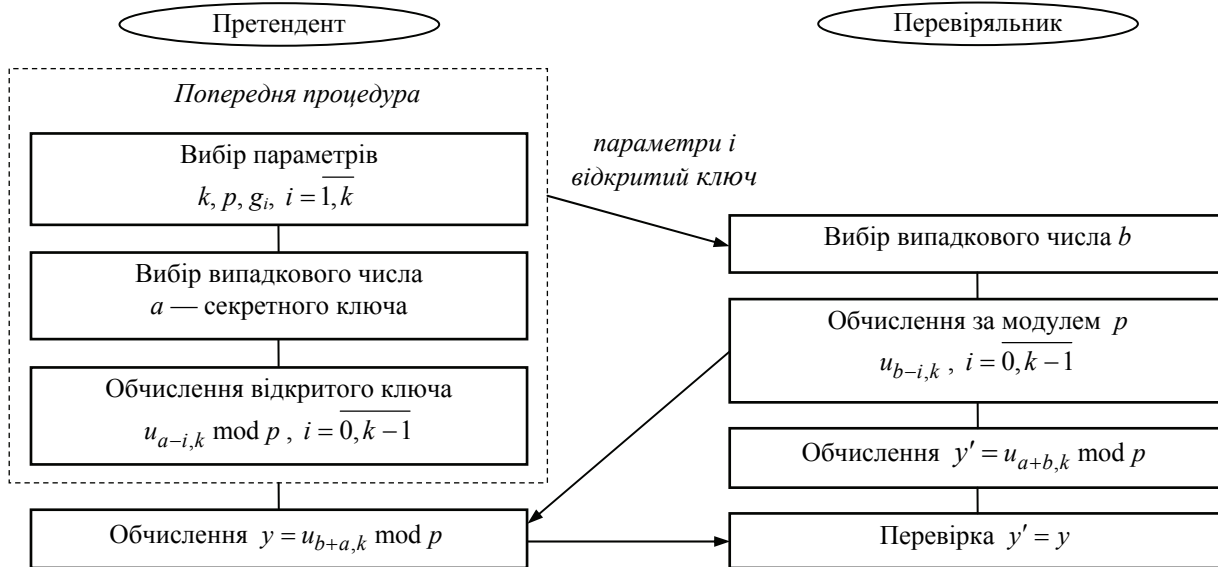 Претендент
Перевіряльник
Попередня процедура
Вибір параметрів
k, p, g_i, i = \overline{1, k}
Вибір випадкового числа
a — секретного ключа
Обчислення відкритого ключа
u_{a−i,k} mod p , i = \overline{0, k − 1}
Обчислення y = u_{b+a,k} mod p
параметри і
відкритий ключ
Вибір випадкового числа b
Обчислення за модулем p
u_{b−i,k} , i = \overline{0, k − 1}
Обчислення y′ = u_{a+b,k} mod p
Перевірка y′ = y